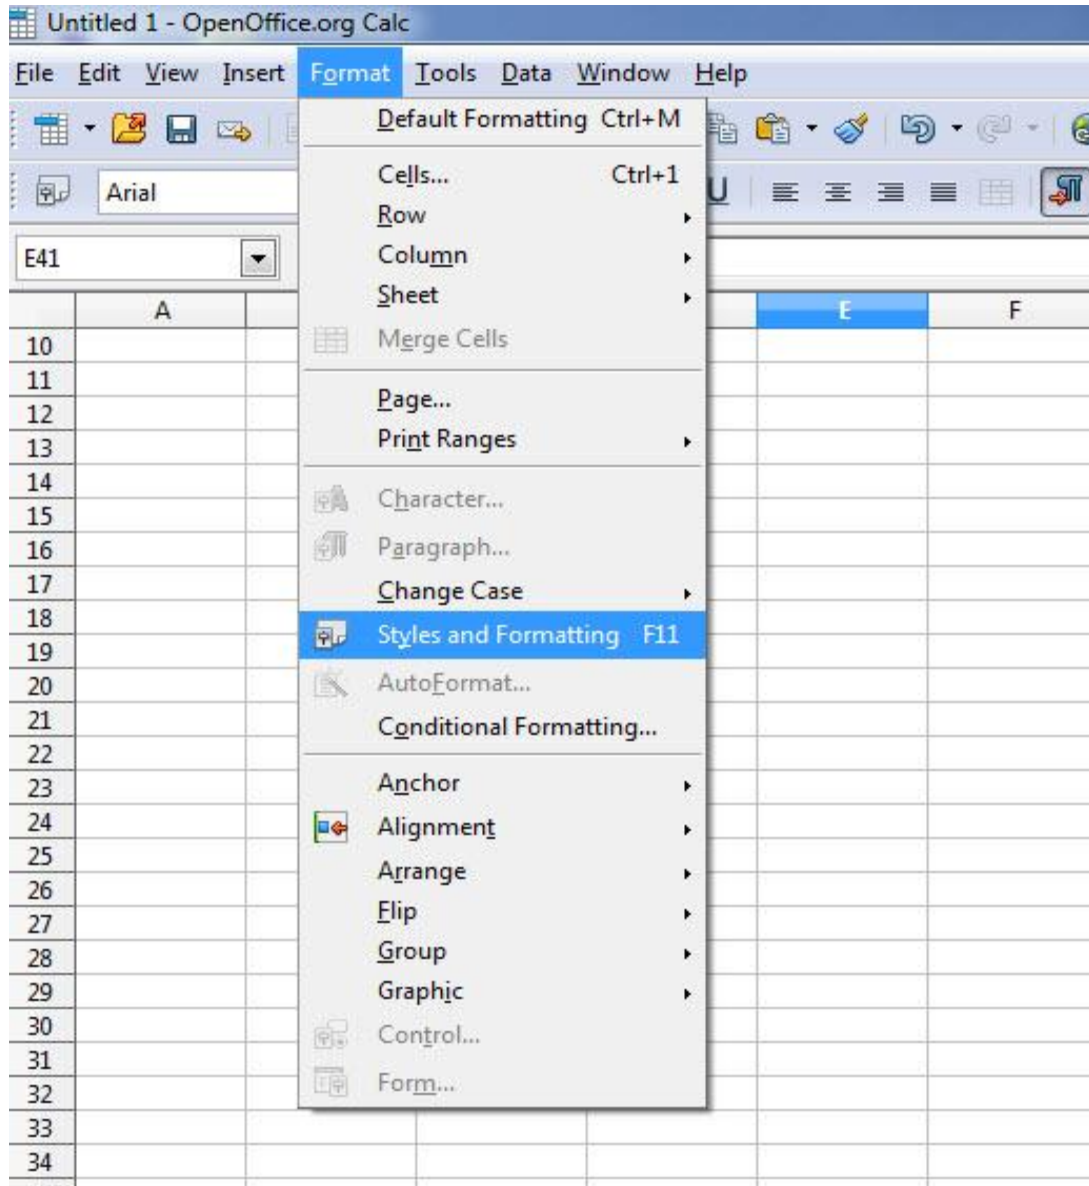 Untitled 1 - OpenOffice.org Calc
File Edit View Insert Format Tools Data Window Help
Default Formatting Ctrl+M
Cells... Ctrl+1
Arial
U
Row
E41
Column
Sheet
A E F
Merge Cells
10
11
Page...
12
Print Ranges
13
14
Character...
15
16
Paragraph...
17
Change Case
18
Styles and Formatting F11
19
20
AutoFormat...
21
Conditional Formatting...
22
23
Anchor
24
Alignment
25
Arrange
26
Flip
27
28
Group
29
Graphic
30
Control...
31
32
Form...
33
34